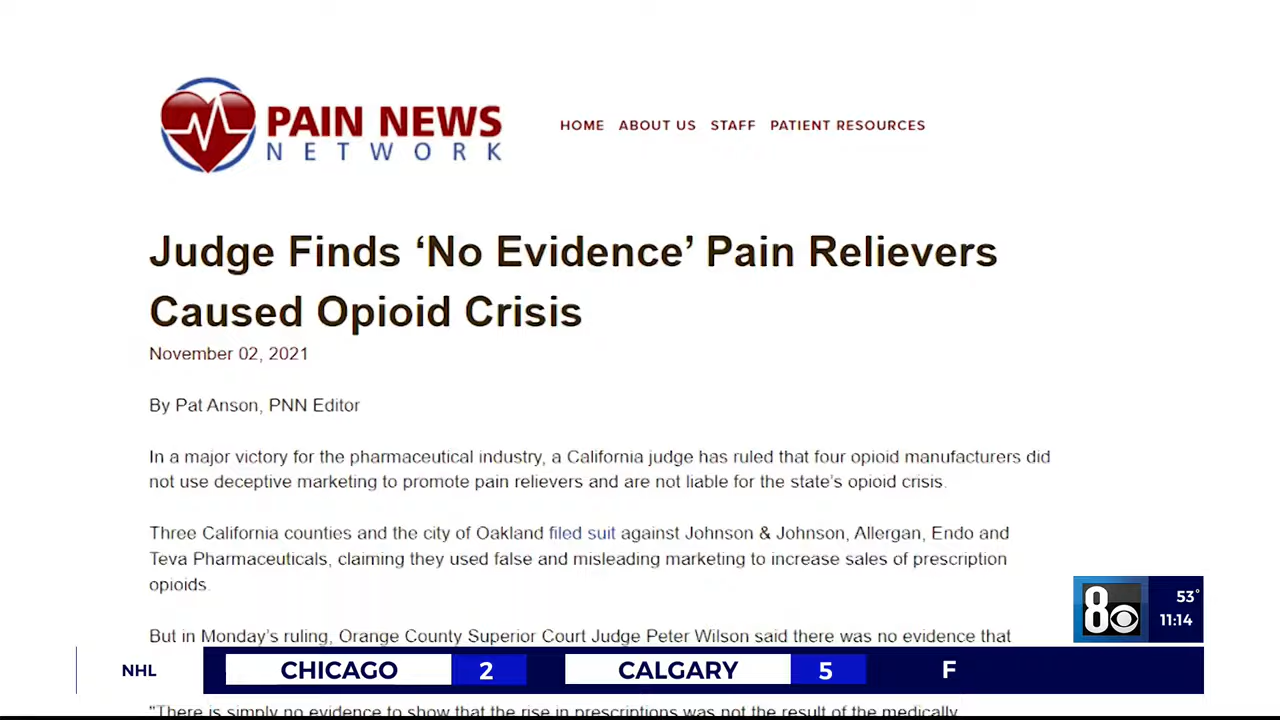 PAIN NEWS
NETWORK
HOME ABOUT US STAFF PATIENT RESOURCES
Judge Finds ‘No Evidence’ Pain Relievers
Caused Opioid Crisis
November 02, 2021
By Pat Anson, PNN Editor
In a major victory for the pharmaceutical industry, a California judge has ruled that four opioid manufacturers did
not use deceptive marketing to promote pain relievers and are not liable for the state’s opioid crisis.
Three California counties and the city of Oakland filed suit against Johnson & Johnson, Allergan, Endo and
Teva Pharmaceuticals, claiming they used false and misleading marketing to increase sales of prescription
opioids.
But in Monday’s ruling, Orange County Superior Court Judge Peter Wilson said there was no evidence that
"There is simply no evidence to show that the rise in prescriptions was not the result of the medically
8
53°
11:14
NHL CHICAGO 2 CALGARY 5 F